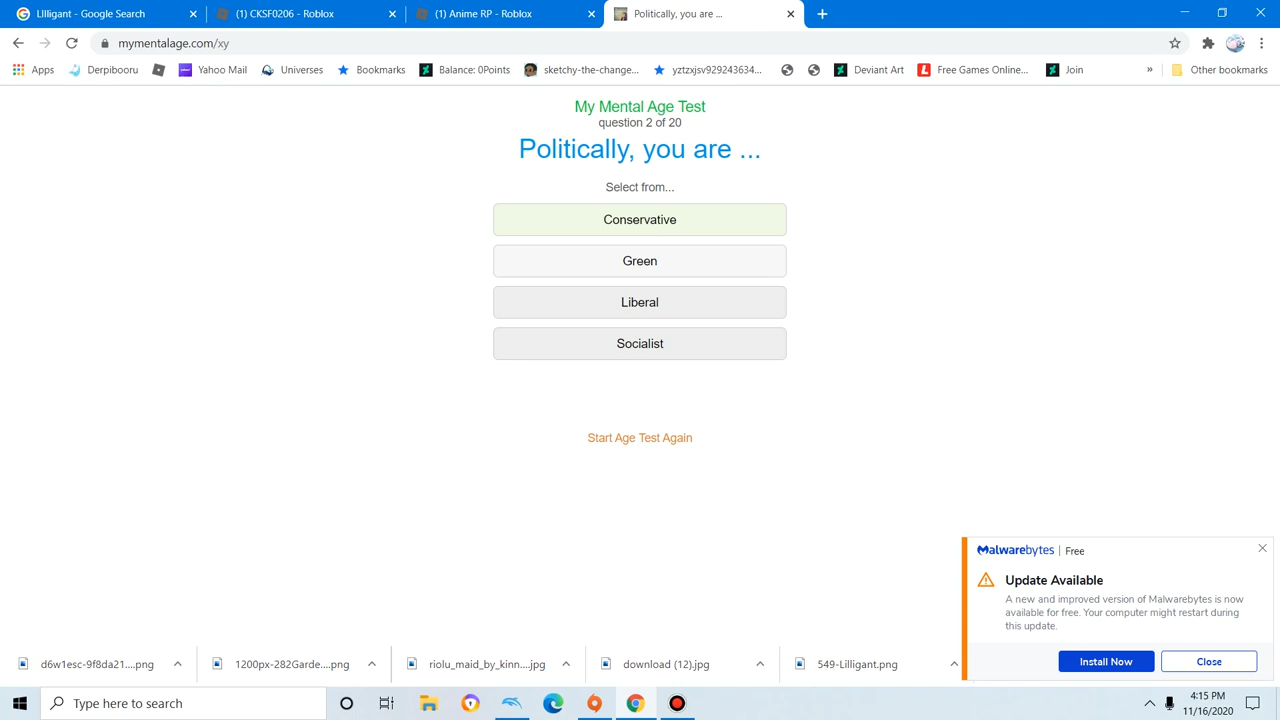 LIlligant - Google Search
(1) CKSF0206 - Roblox
(1) Anime RP - Roblox
Politically, you are ...
mymentalage.com/xy
Apps
Derpibooru
Yahoo Mail
Universes
Bookmarks
Balance: 0Points
sketchy-the-change...
yztzxjsv929243634...
Deviant Art
Free Games Online...
Join
»
Other bookmarks
My Mental Age Test
question 2 of 20
Politically, you are ...
Select from...
Conservative
Green
Liberal
Socialist
Start Age Test Again
Malwarebytes | Free
Update Available
A new and improved version of Malwarebytes is now
available for free. Your computer might restart during
this update.
Install Now
Close
d6w1esc-9f8da21....png
1200px-282Garde....png
riolu_maid_by_kinn....jpg
download (12).jpg
549-Lilligant.png
Type here to search
4:15 PM
11/16/2020